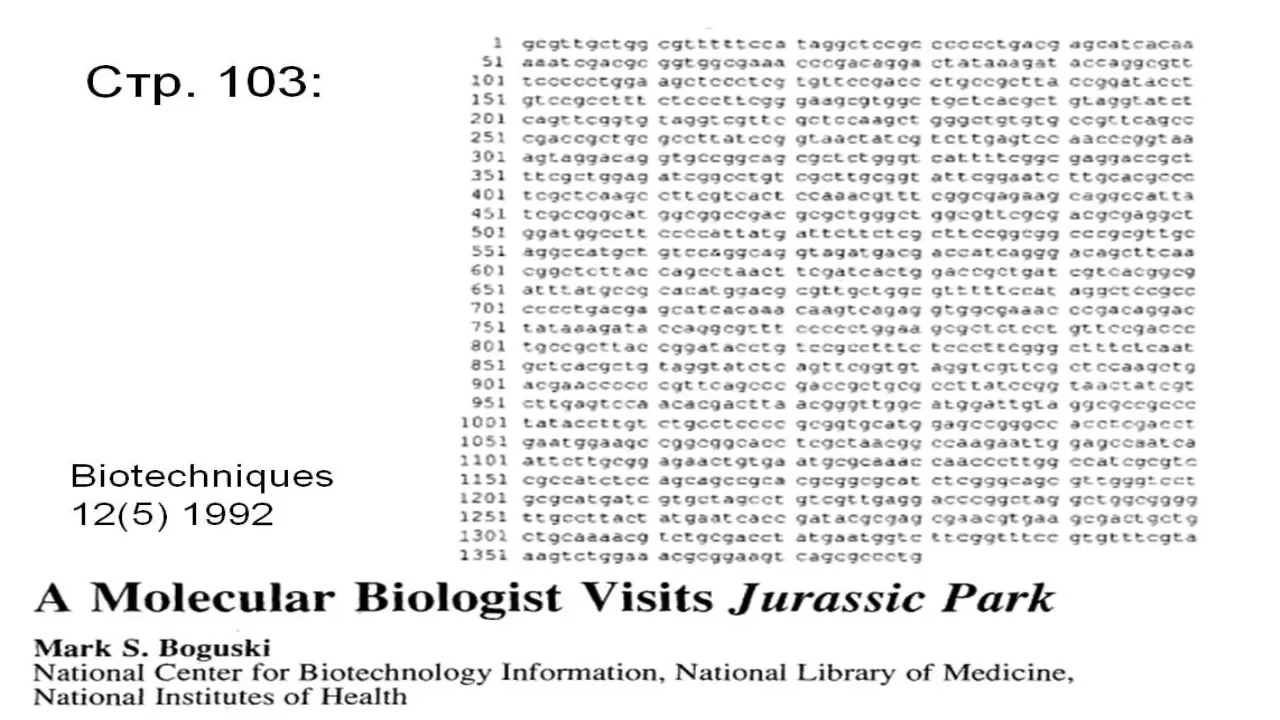 Стр. 103:
1 gcgttgctgg cgtttttcca taggctccgc ccccctgacg agcatcacaa
51 aaatcgacgc ggtggcgaaa cccgacagga ctataaagat accaggcgtt
101 tccccctgga agctccctcg tgttccgacc ctgccgctta ccggatacct
151 gtccgccttt ctcccttcgg gaagcgtggc tgctcacgct gtaggtatct
201 cagttcggtg taggtcgttc gctccaagct gggctgtgtg ccgttcagcc
251 cgaccgctgc gccttatccg gtaactatcg tcttgagtcc aacccggtaa
301 agtaggacag gtgccggcag cgctctgggt cattttcggc gaggaccgct
351 ttcgctggag atcggcctgt cgcttgcggt attcggaatc ttgcacgccc
401 tcgctcaagc cttcgtcact ccaaacgttt cggcgagaag caggccatta
451 tcgccggcat ggcggccgac gcgctgggct ggcgttcgcg acgcgaggct
501 ggatggcctt ccccattatg attcttctcg cttccggcgg cccgcgttgc
551 aggccatgct gtccaggcag gtagatgacg accatcaggg acagcttcaa
601 cggctcttac cagcctaact tcgatcactg gaccgctgat cgtcacggcg
651 atttatgccg cacatggacg cgttgctggc gtttttccat aggctccgcc
701 cccctgacga gcatcacaaa caagtcagag gtggcgaaac ccgacaggac
751 tataaagata ccaggcgttt ccccctggaa gcgctctcct gttccgaccc
801 tgccgcttac cggatacctg tccgcctttc tcccttcggg ctttctcaat
851 gctcacgctg taggtatctc agttcggtgt aggtcgttcg ctccaagctg
901 acgaaccccc cgttcagccc gaccgctgcg ccttatccgg taactatcgt
951 cttgagtcca acacgactta acgggttggc atggattgta ggcgccgccc
1001 tataccttgt ctgcctcccc gcggtgcatg gagccgggcc acctcgacct
1051 gaatggaagc cggcggcacc tcgctaacgg ccaagaattg gagccaatca
1101 attcttgcgg agaactgtga atgcgcaaac caacccttgg ccatcgcgtc
1151 cgccatctcc agcagccgca cgcggcgcat ctcgggcagc gttgggtcct
1201 gcgcatgatc gtgctagcct gtcgttgagg acccggctag gctggcgggg
1251 ttgccttact atgaatcacc gatacgcgag cgaacgtgaa gcgactgctg
1301 ctgcaaaacg tctgcgacct atgaatggtc ttcggtttcc gtgtttcgta
1351 aagtctggaa acgcggaagt cagcgccctg
Biotechniques
12(5) 1992
A Molecular Biologist Visits Jurassic Park
Mark S. Boguski
National Center for Biotechnology Information, National Library of Medicine,
National Institutes of Health